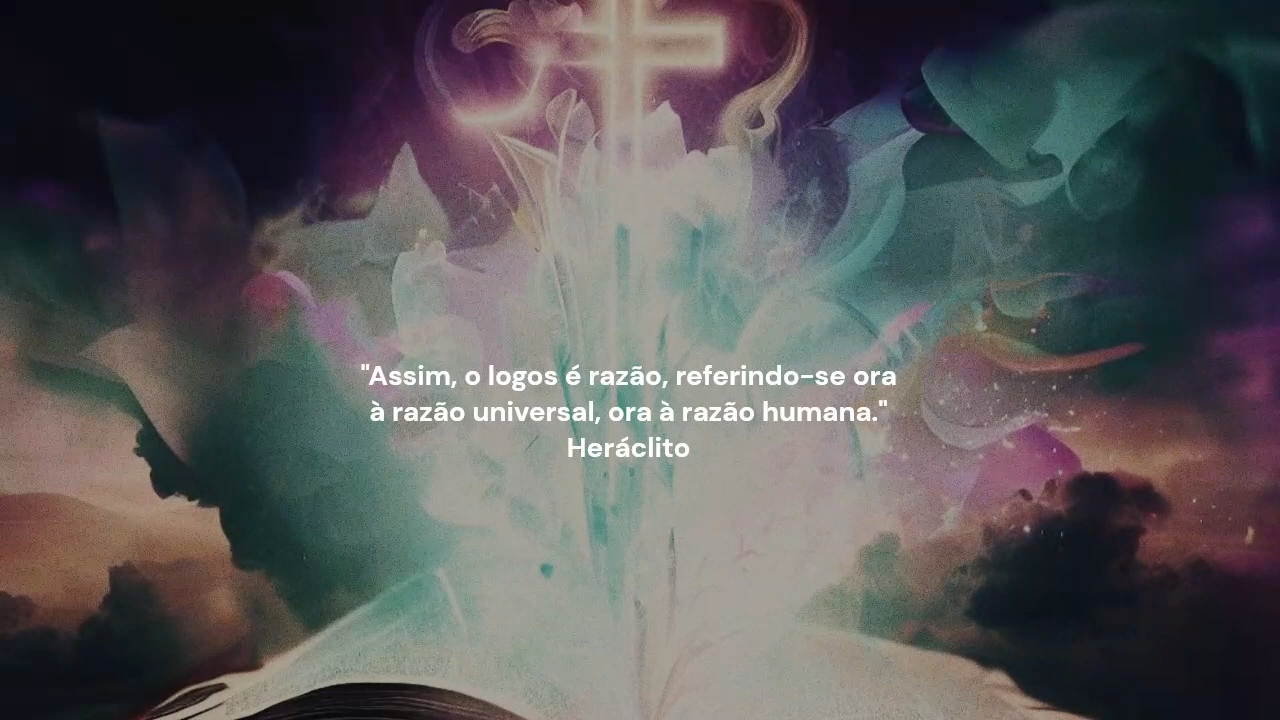 "Assim, o logos é razão, referindo-se ora
à razão universal, ora à razão humana."
Heráclito